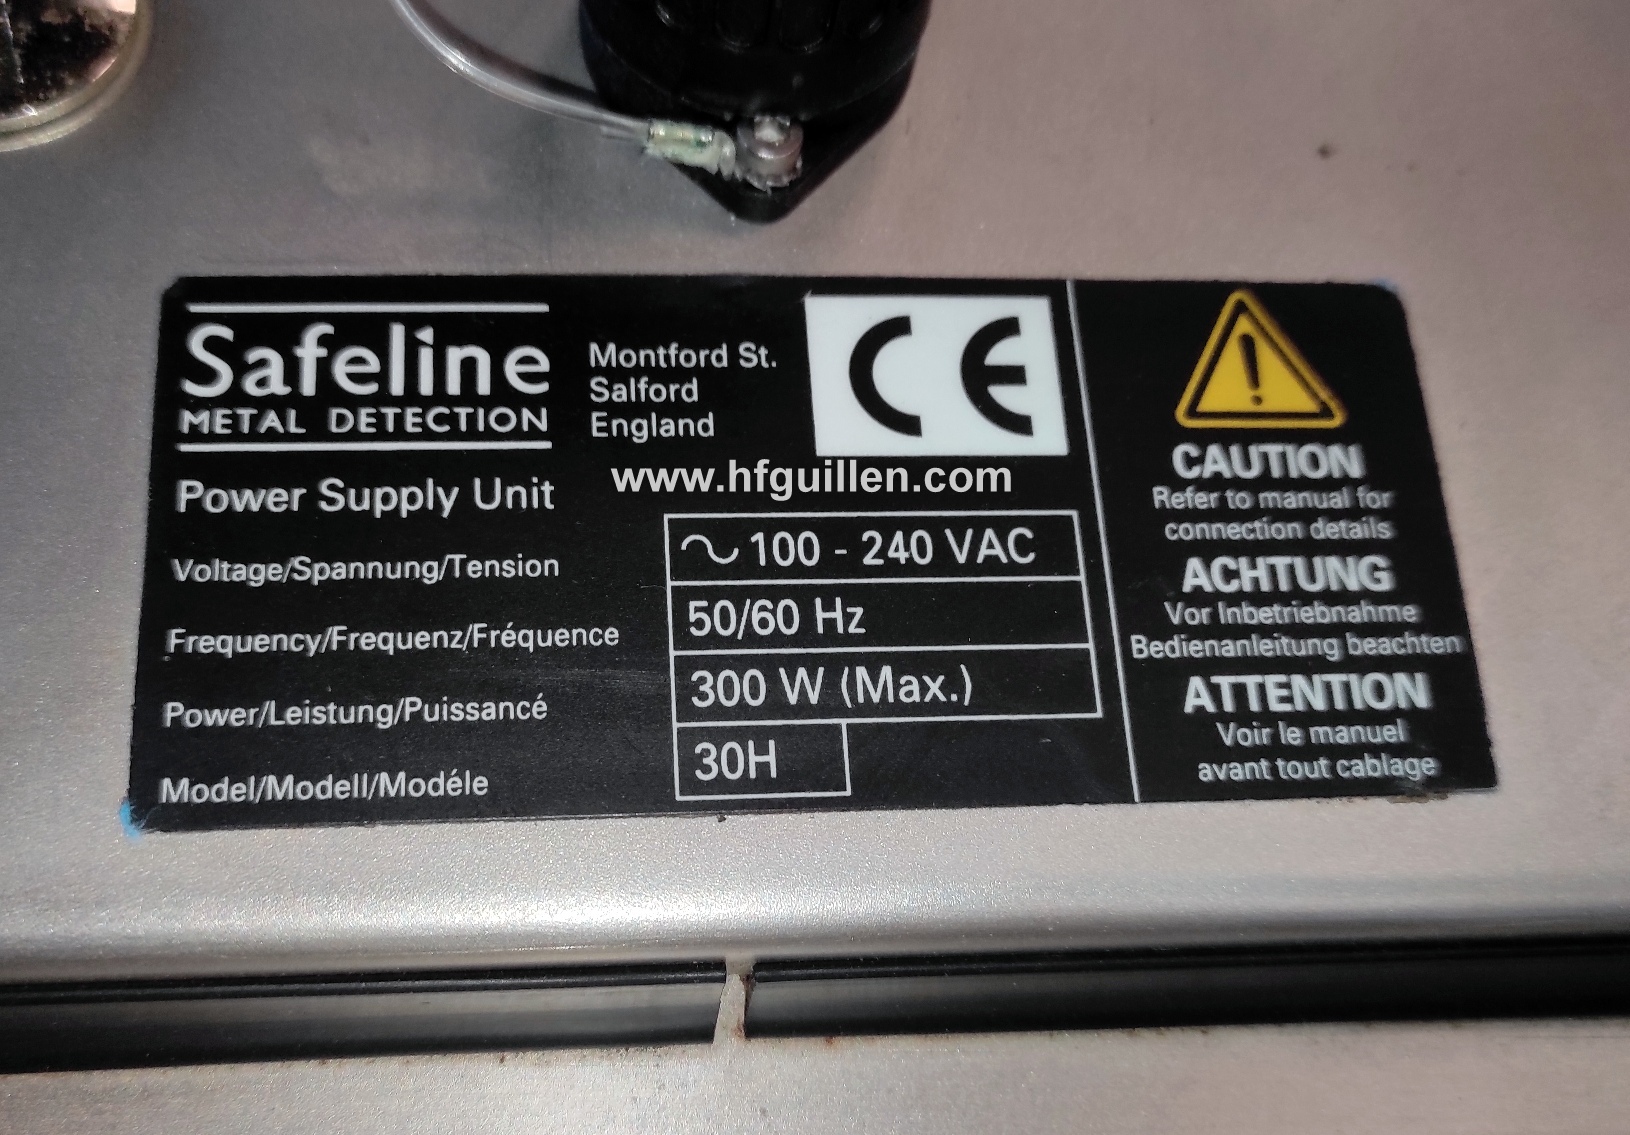 Safeline
METAL DETECTION
Montford St.
Salford
England
CE
www.hfguillen.com
Power Supply Unit
Voltage/Spannung/Tension
~ 100 - 240 VAC
Frequency/Frequenz/Fréquence
50/60 Hz
Power/Leistung/Puissancé
300 W (Max.)
Model/Modell/Modéle
30H
CAUTION
Refer to manual for
connection details
ACHTUNG
Vor Inbetriebnahme
Bedienanleitung beachten
ATTENTION
Voir le manuel
avant tout cablage